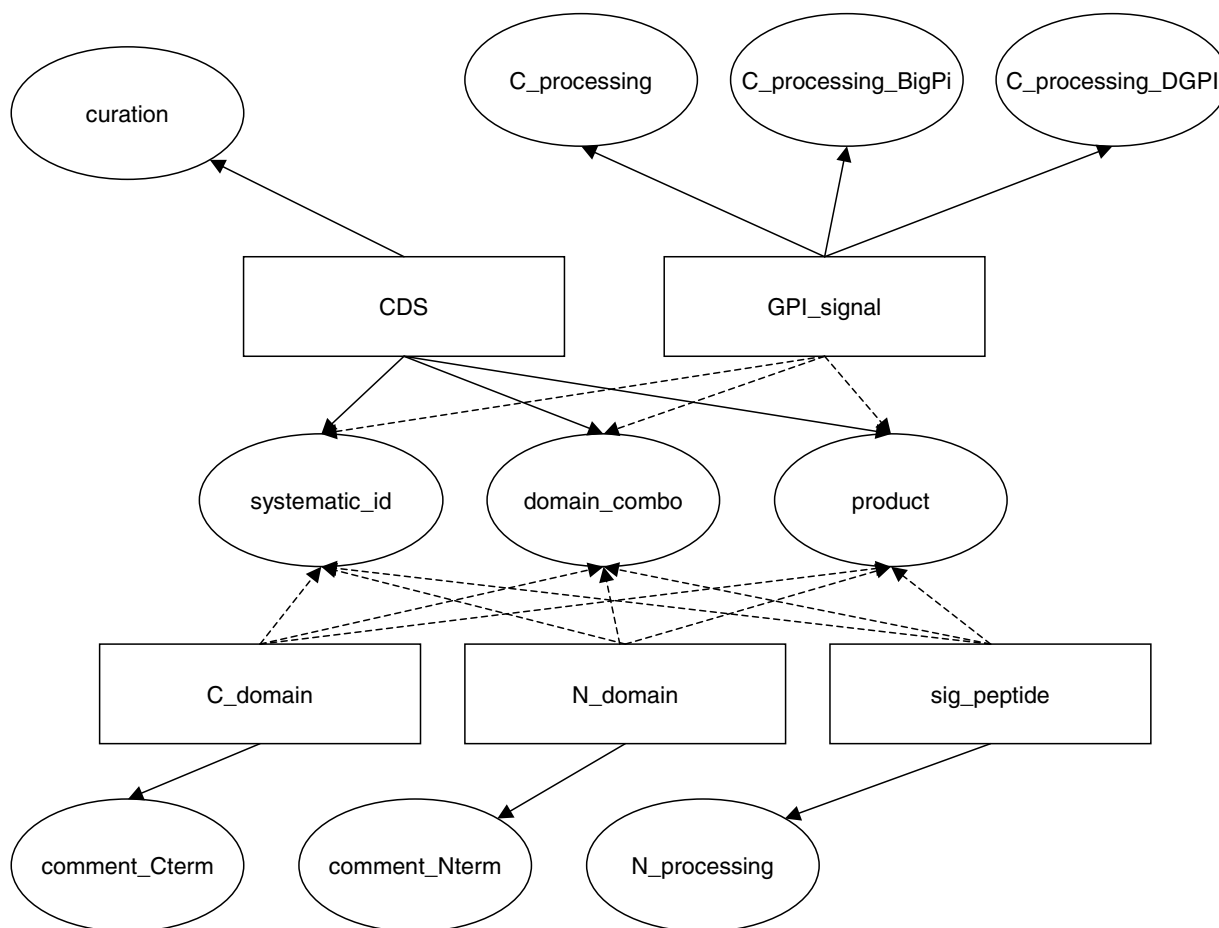 curation
C_processing
C_processing_BigPi
C_processing_DGPI
CDS
GPI_signal
systematic_id
domain_combo
product
C_domain
N_domain
sig_peptide
comment_Cterm
comment_Nterm
N_processing